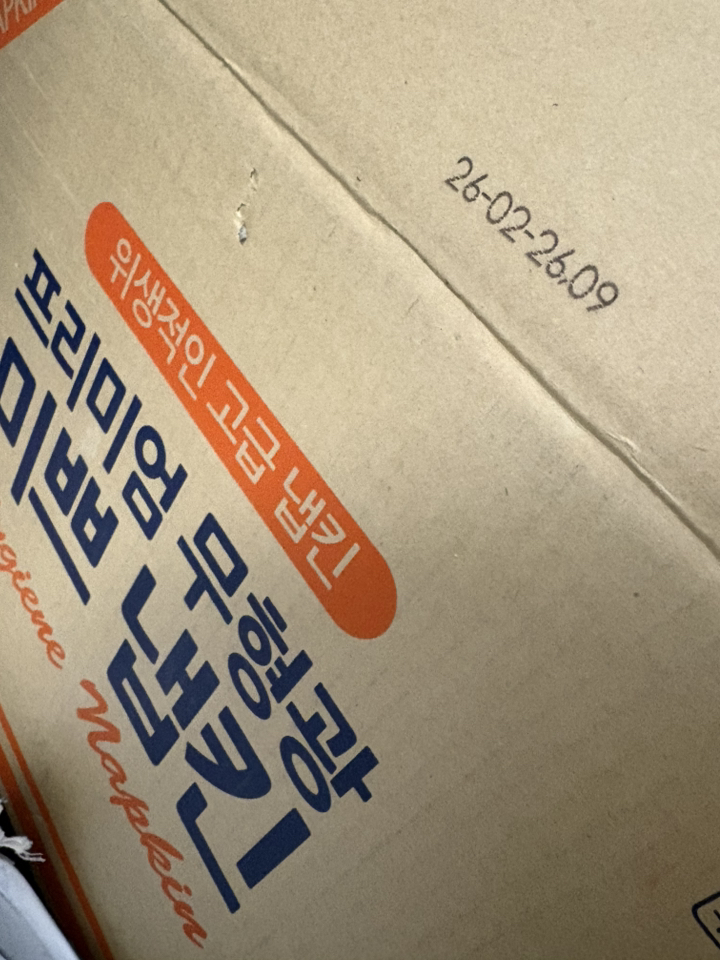 26-02-26.09
위생적인 고급 냅킨
프리미엄 무형광
냅킨
Napkin